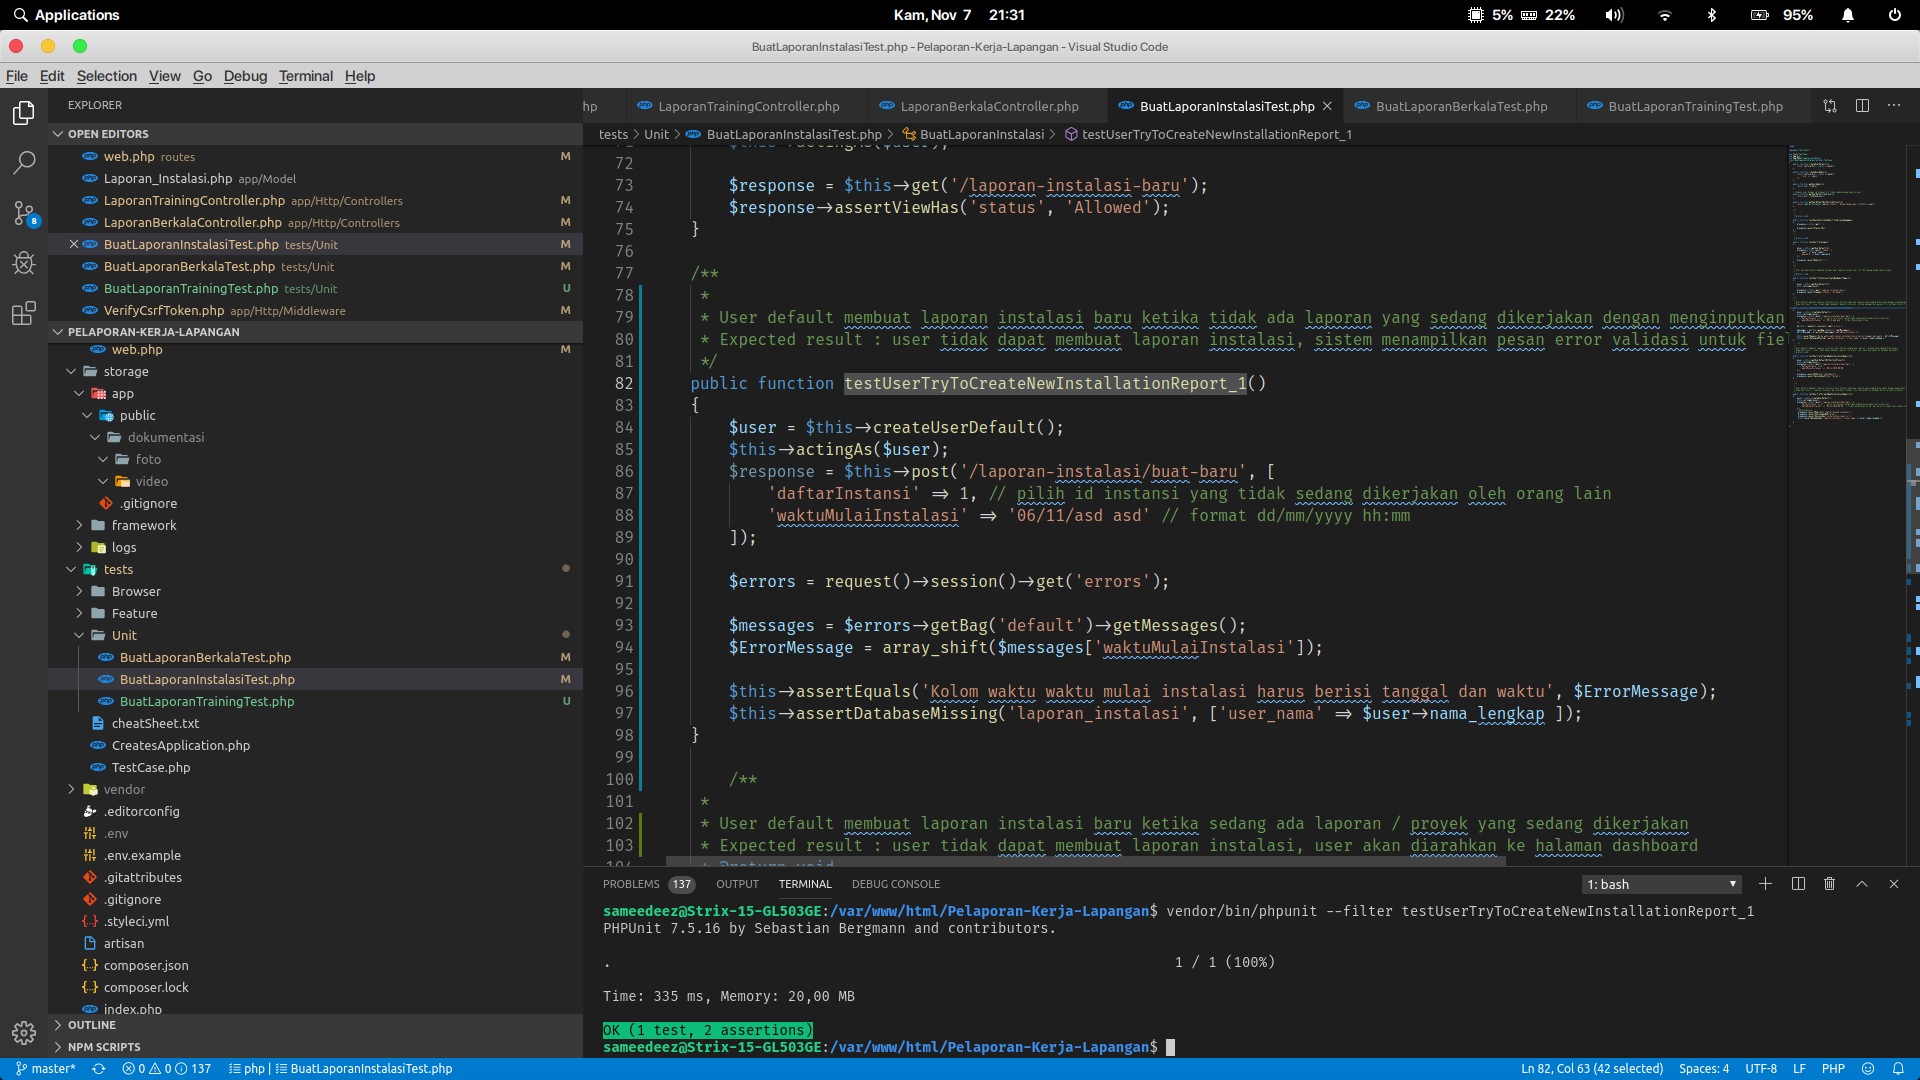 Applications
Kam, Nov 7 21:31
5% 22% 95%
BuatLaporanInstalasiTest.php - Pelaporan-Kerja-Lapangan - Visual Studio Code
File Edit Selection View Go Debug Terminal Help
EXPLORER
OPEN EDITORS
web.php routes M
Laporan_Instalasi.php app/Model
LaporanTrainingController.php app/Http/Controllers M
LaporanBerkalaController.php app/Http/Controllers M
BuatLaporanInstalasiTest.php tests/Unit M
BuatLaporanBerkalaTest.php tests/Unit M
BuatLaporanTrainingTest.php tests/Unit U
VerifyCsrfToken.php app/Http/Middleware M
PELAPORAN-KERJA-LAPANGAN
web.php M
storage
app
public
dokumentasi
foto
video
.gitignore
framework
logs
tests
Browser
Feature
Unit
BuatLaporanBerkalaTest.php M
BuatLaporanInstalasiTest.php M
BuatLaporanTrainingTest.php U
cheatSheet.txt
CreatesApplication.php
TestCase.php
vendor
.editorconfig
.env
.env.example
.gitattributes
.gitignore
.styleci.yml
artisan
composer.json
composer.lock
index.php
OUTLINE
NPM SCRIPTS
8
hp LaporanTrainingController.php LaporanBerkalaController.php BuatLaporanInstalasiTest.php BuatLaporanBerkalaTest.php BuatLaporanTrainingTest.php
tests > Unit > BuatLaporanInstalasiTest.php > BuatLaporanInstalasi > testUserTryToCreateNewInstallationReport_1
71 $this->actingAs($user);
72
73 $response = $this->get('/laporan-instalasi-baru');
74 $response->assertViewHas('status', 'Allowed');
75 }
76
77 /**
78 *
79 * User default membuat laporan instalasi baru ketika tidak ada laporan yang sedang dikerjakan dengan menginputkan
80 * Expected result : user tidak dapat membuat laporan instalasi, sistem menampilkan pesan error validasi untuk fie
81 */
82 public function testUserTryToCreateNewInstallationReport_1()
83 {
84 $user = $this->createUserDefault();
85 $this->actingAs($user);
86 $response = $this->post('/laporan-instalasi/buat-baru', [
87 'daftarInstansi' => 1, // pilih id instansi yang tidak sedang dikerjakan oleh orang lain
88 'waktuMulaiInstalasi' => '06/11/asd asd' // format dd/mm/yyyy hh:mm
89 ]);
90
91 $errors = request()->session()->get('errors');
92
93 $messages = $errors->getBag('default')->getMessages();
94 $ErrorMessage = array_shift($messages['waktuMulaiInstalasi']);
95
96 $this->assertEquals('Kolom waktu waktu mulai instalasi harus berisi tanggal dan waktu', $ErrorMessage);
97 $this->assertDatabaseMissing('laporan_instalasi', ['user_nama' => $user->nama_lengkap ]);
98 }
99
100 /**
101 *
102 * User default membuat laporan instalasi baru ketika sedang ada laporan / proyek yang sedang dikerjakan
103 * Expected result : user tidak dapat membuat laporan instalasi, user akan diarahkan ke halaman dashboard
104 * @return void
PROBLEMS 137 OUTPUT TERMINAL DEBUG CONSOLE 1: bash
sameedeez@Strix-15-GL503GE:/var/www/html/Pelaporan-Kerja-Lapangan$ vendor/bin/phpunit --filter testUserTryToCreateNewInstallationReport_1
PHPUnit 7.5.16 by Sebastian Bergmann and contributors.
. 1 / 1 (100%)
Time: 335 ms, Memory: 20,00 MB
OK (1 test, 2 assertions)
sameedeez@Strix-15-GL503GE:/var/www/html/Pelaporan-Kerja-Lapangan$
master* 0 0 137 php | BuatLaporanInstalasiTest.php Ln 82, Col 63 (42 selected) Spaces: 4 UTF-8 LF PHP